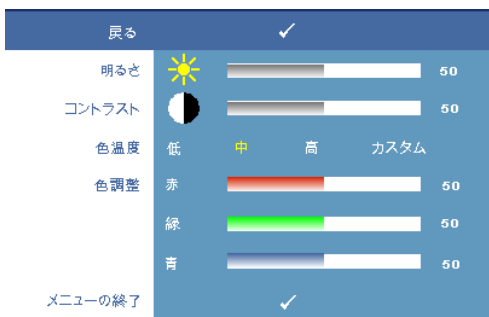 戻る
明るさ 50
コントラスト 50
色温度 低 中 高 カスタム
色調整 赤 50
緑 50
青 50
メニューの終了